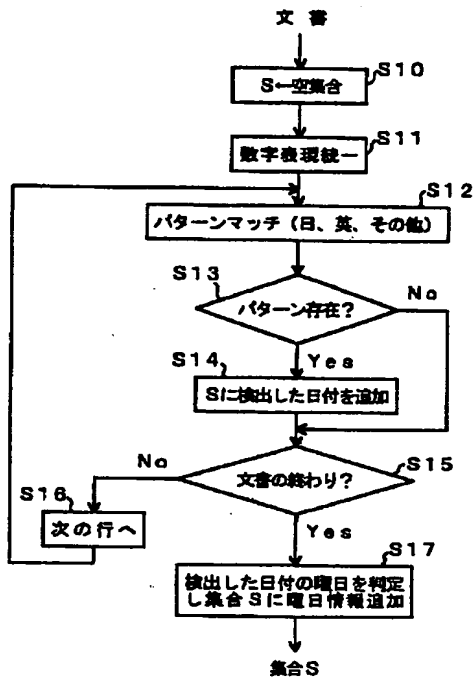 文書
S10
S←空集合
S11
数字表現統一
S12
パターンマッチ（日、英、その他）
S13
パターン存在？
No
S14
Yes
Sに検出した日付を追加
No
文書の終わり？
S15
S16
次の行へ
Yes
S17
検出した日付の曜日を判定
し集合Sに曜日情報追加
集合S